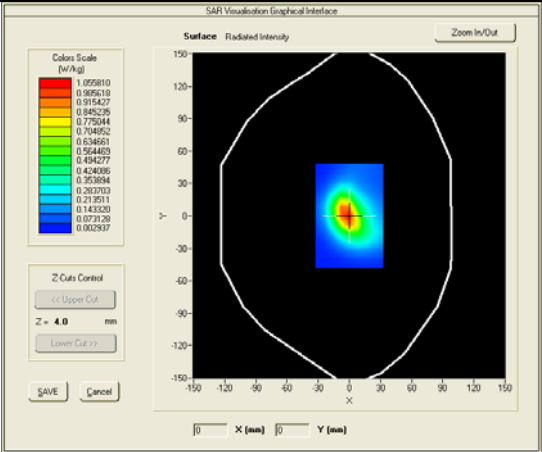 SAR Visualisation Graphical Interface
Surface Radiated Intensity
Zoom In/Out
Colors Scale
(W/kg)
1.055810
0.985618
0.915427
0.845235
0.775044
0.704852
0.634661
0.564469
0.494277
0.424086
0.353894
0.283703
0.213511
0.143320
0.073128
0.002937
150
120
90
60
30
0
-30
-60
-90
-120
-150
Y
-150 -120 -90 -60 -30 0 30 60 90 120 150
X
Z-Cuts Control
<< Upper Cut
Z = 4.0 mm
Lower Cut >>
SAVE Cancel
0 X (mm) 0 Y (mm)